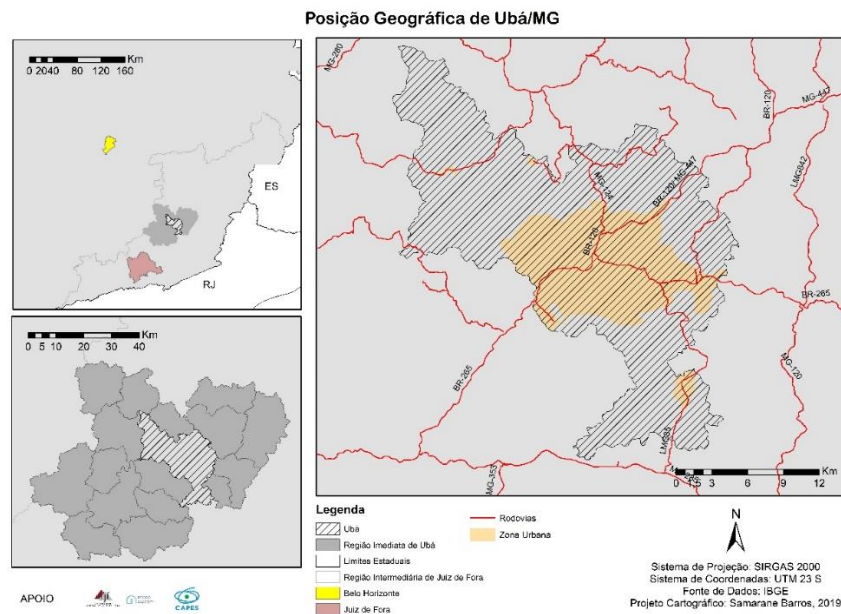 Posição Geográfica de Ubá/MG
Km
0 20 40 80 120 160
ES
RJ
Km
0 5 10 20 30 40
MG-280
BR-120
MG-447
LMG842
MG-124
BR-120/MG-447
BR-120
BR-265
BR-265
MG-120
LMG85
MG-353
Km
0 1,5 3 6 9 12
Legenda
Ubá
Região Imediata de Ubá
Limites Estaduais
Região Intermediária de Juiz de Fora
Belo Horizonte
Juiz de Fora
Rodovias
Zona Urbana
N
Sistema de Projeção: SIRGAS 2000
Sistema de Coordenadas: UTM 23 S
Fonte de Dados: IBGE
Projeto Cartográfico: Samarane Barros, 2019
APOIO
CAPES